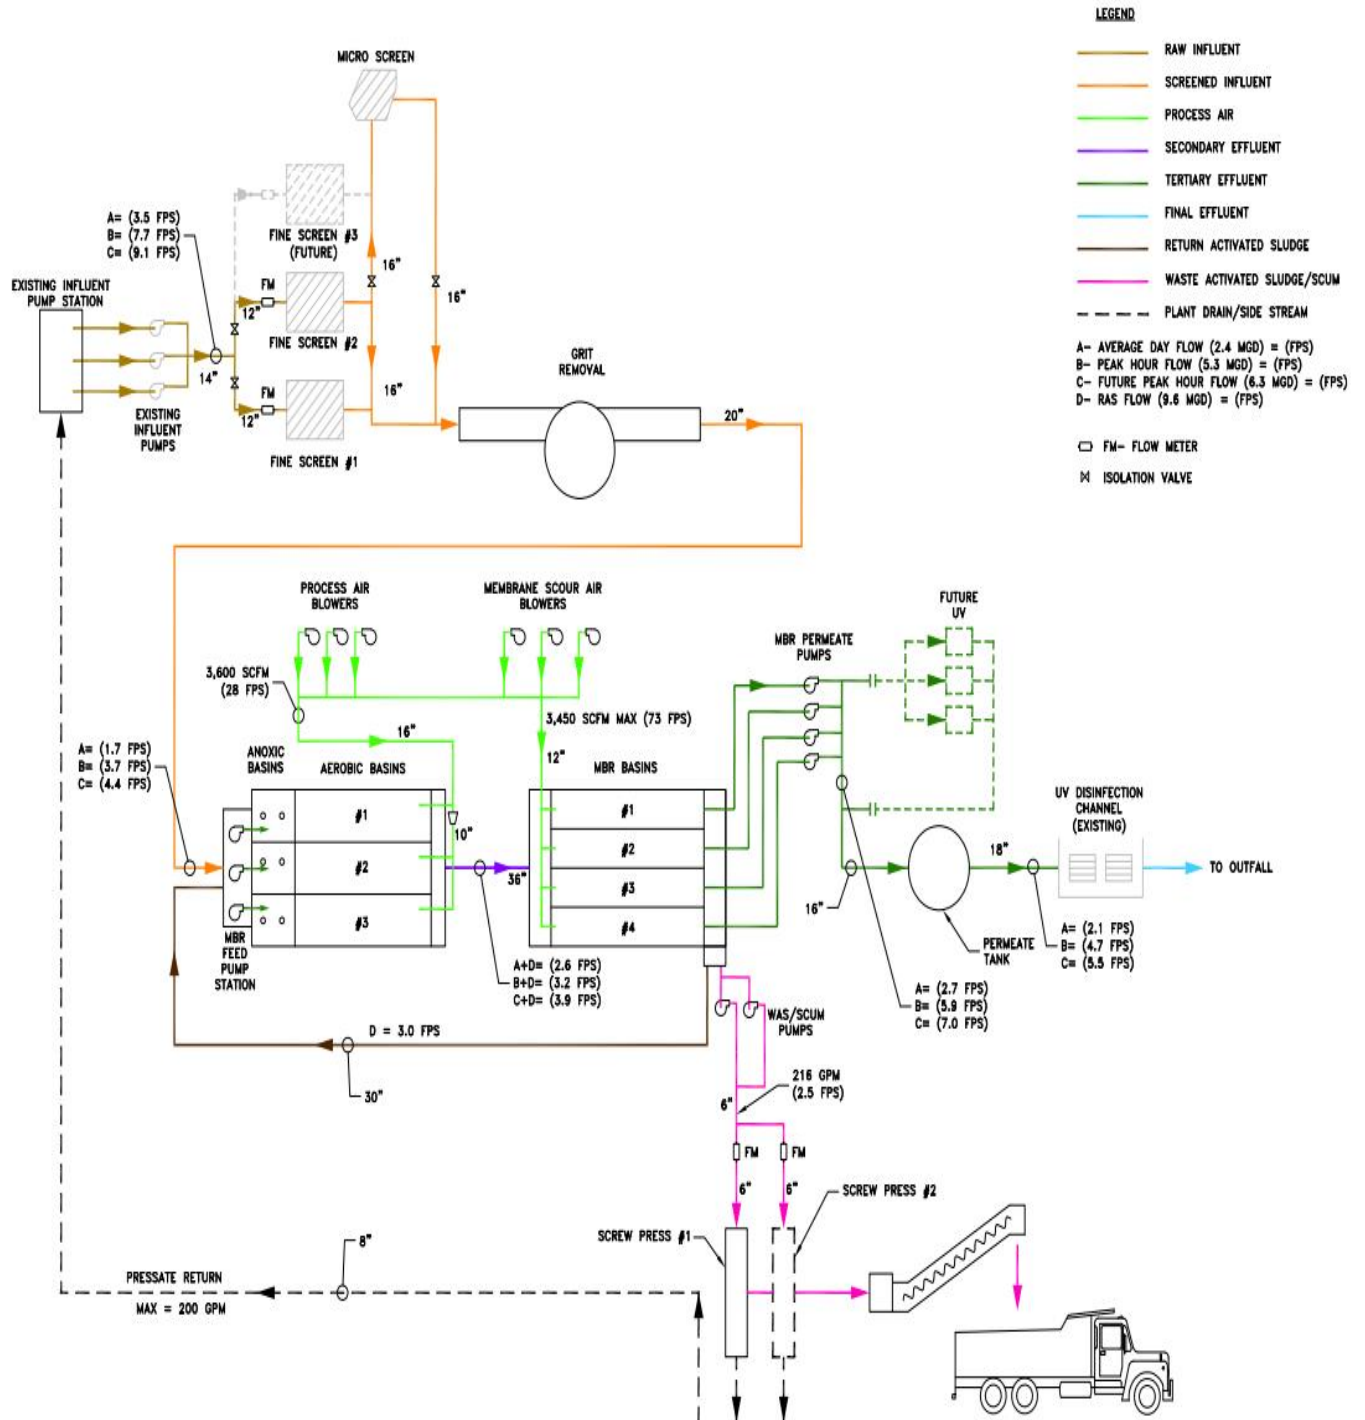 LEGEND
RAW INFLUENT
SCREENED INFLUENT
PROCESS AIR
SECONDARY EFFLUENT
TERTIARY EFFLUENT
FINAL EFFLUENT
RETURN ACTIVATED SLUDGE
WASTE ACTIVATED SLUDGE/SCUM
PLANT DRAIN/SIDE STREAM
A- AVERAGE DAY FLOW (2.4 MGD) = (FPS)
B- PEAK HOUR FLOW (5.3 MGD) = (FPS)
C- FUTURE PEAK HOUR FLOW (6.3 MGD) = (FPS)
D- RAS FLOW (9.6 MGD) = (FPS)
FM- FLOW METER
ISOLATION VALVE
MICRO SCREEN
A= (3.5 FPS)
B= (7.7 FPS)
C= (9.1 FPS)
FINE SCREEN #3
(FUTURE)
16"
16"
EXISTING INFLUENT
PUMP STATION
FM
12"
FINE SCREEN #2
14"
16"
FM
12"
EXISTING
INFLUENT
PUMPS
FINE SCREEN #1
GRIT
REMOVAL
20"
PROCESS AIR
BLOWERS
MEMBRANE SCOUR AIR
BLOWERS
FUTURE
UV
MBR PERMEATE
PUMPS
3,600 SCFM
(28 FPS)
3,450 SCFM MAX (73 FPS)
16"
12"
A= (1.7 FPS)
B= (3.7 FPS)
C= (4.4 FPS)
ANOXIC
BASINS
AEROBIC BASINS
MBR BASINS
#1
#2
#3
10"
36"
#1
#2
#3
#4
UV DISINFECTION
CHANNEL
(EXISTING)
18"
TO OUTFALL
16"
PERMEATE
TANK
A= (2.1 FPS)
B= (4.7 FPS)
C= (5.5 FPS)
MBR
FEED
PUMP
STATION
A+D= (2.6 FPS)
B+D= (3.2 FPS)
C+D= (3.9 FPS)
A= (2.7 FPS)
B= (5.9 FPS)
C= (7.0 FPS)
WAS/SCUM
PUMPS
D = 3.0 FPS
30"
216 GPM
(2.5 FPS)
6"
FM
FM
6"
6"
SCREW PRESS #2
SCREW PRESS #1
8"
PRESSATE RETURN
MAX = 200 GPM